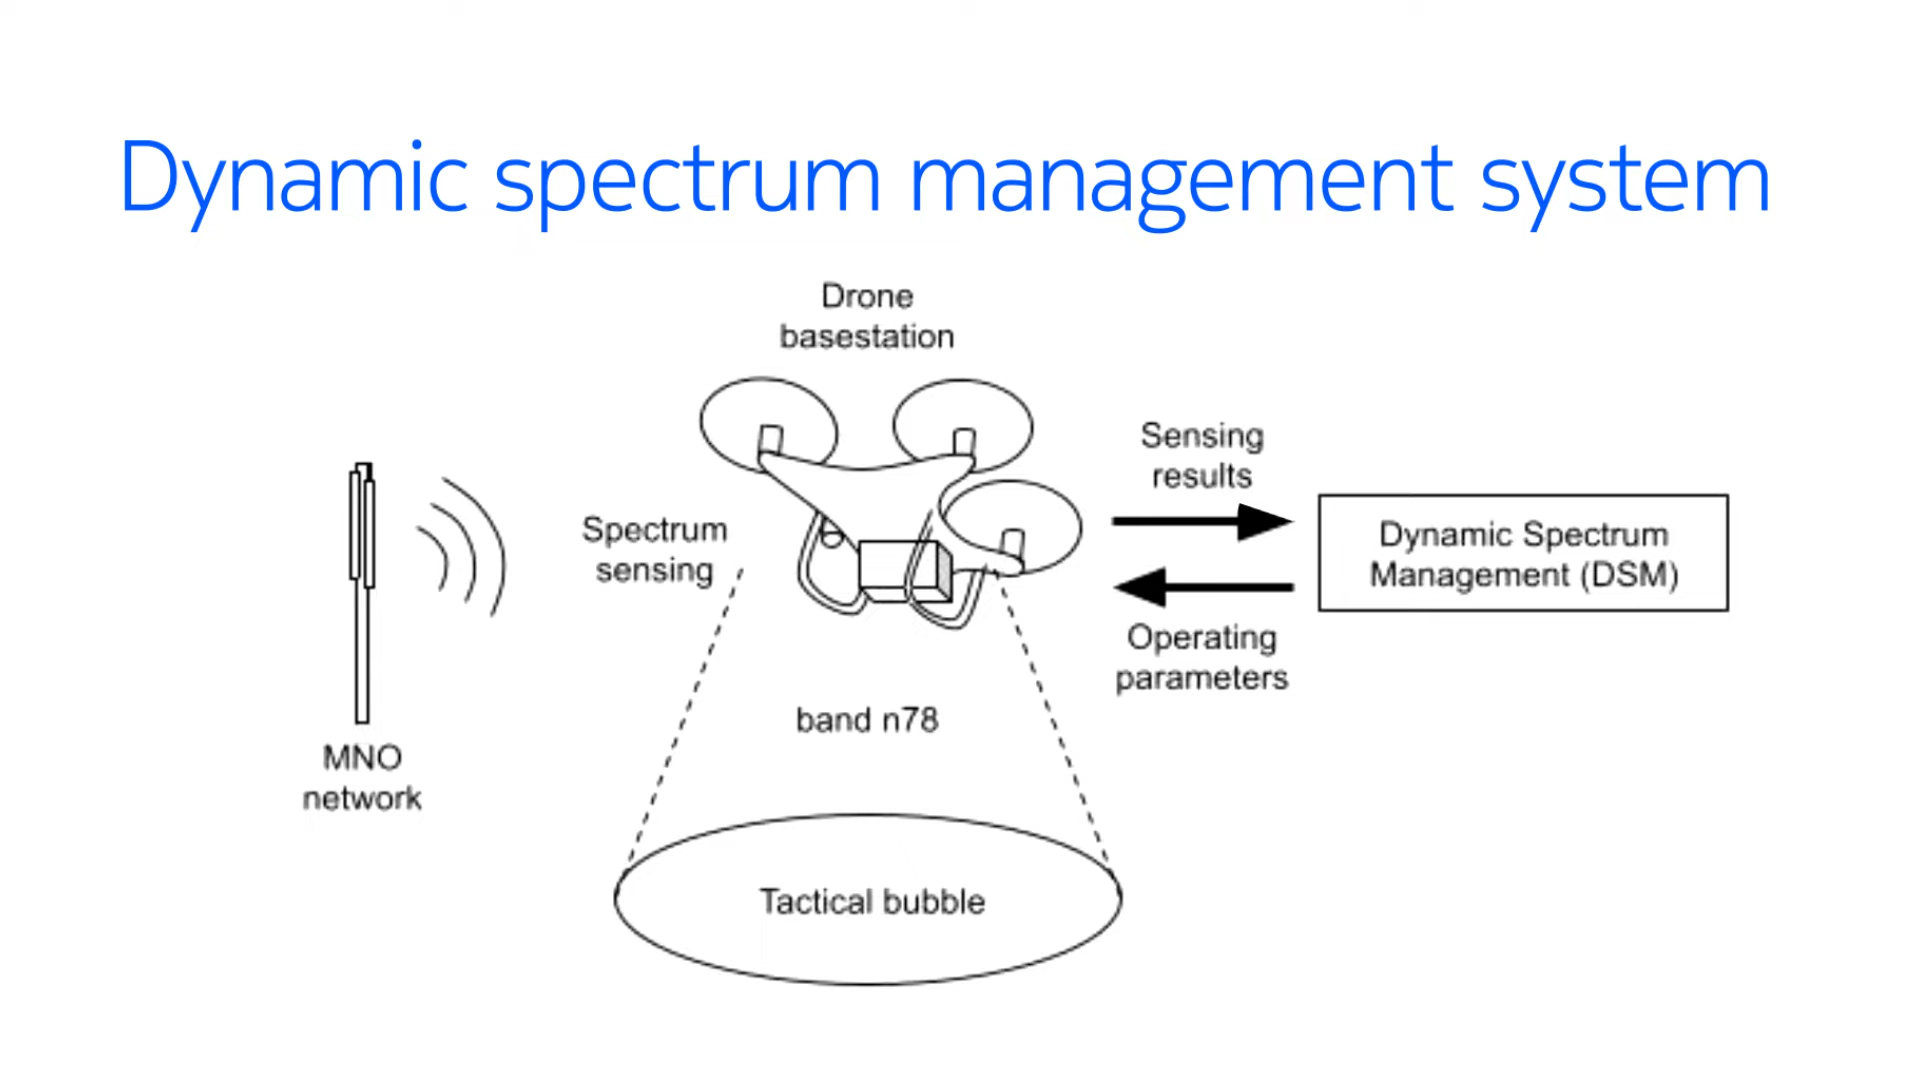 Dynamic spectrum management system
Drone
basestation
Sensing
results
Spectrum
sensing
Dynamic Spectrum
Management (DSM)
Operating
parameters
band n78
MNO
network
Tactical bubble